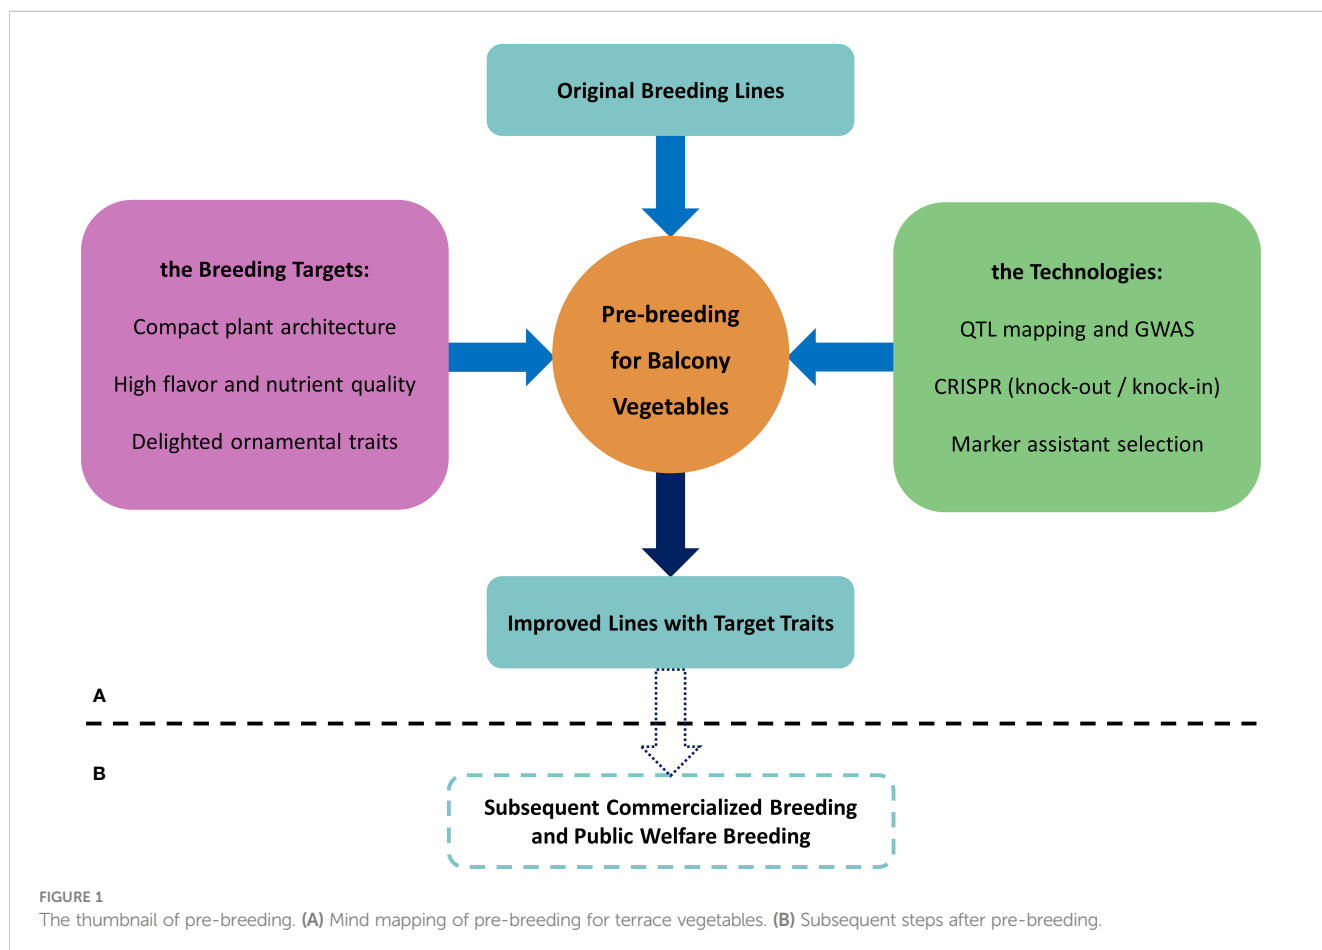 Original Breeding Lines
the Breeding Targets:
Compact plant architecture
High flavor and nutrient quality
Delighted ornamental traits
Pre-breeding
for Balcony
Vegetables
the Technologies:
QTL mapping and GWAS
CRISPR (knock-out / knock-in)
Marker assistant selection
Improved Lines with Target Traits
A
B
Subsequent Commercialized Breeding
and Public Welfare Breeding
FIGURE 1
The thumbnail of pre-breeding. (A) Mind mapping of pre-breeding for terrace vegetables. (B) Subsequent steps after pre-breeding.